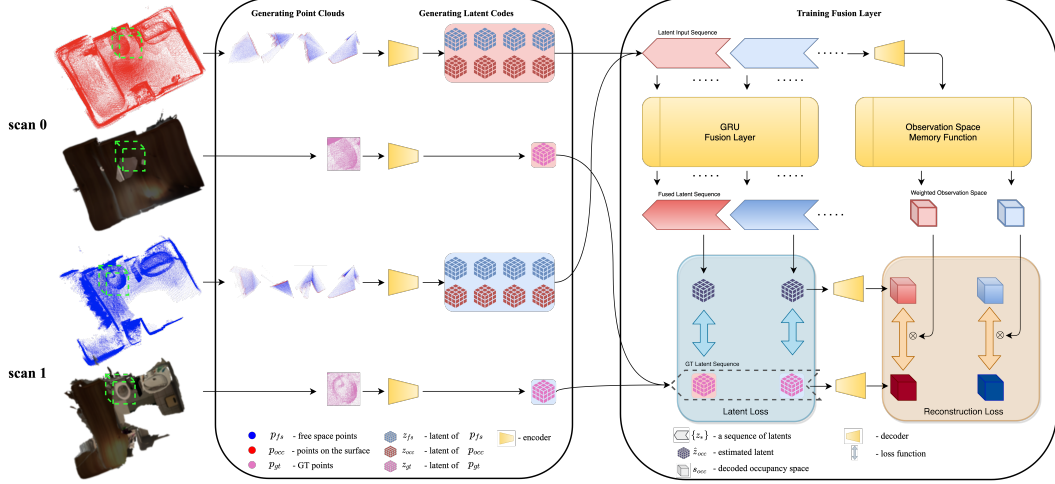 Generating Point Clouds
Generating Latent Codes
Training Fusion Layer
scan 0
scan 1
Latent Input Sequence
GRU
Fusion Layer
Observation Space
Memory Function
Fused Latent Sequence
Weighted Observation Space
GT Latent Sequence
Latent Loss
Reconstruction Loss
p_fs - free space points
p_occ - points on the surface
p_gt - GT points
z_fs - latent of p_fs
z_occ - latent of p_occ
z_gt - latent of p_gt
- encoder
{z_s} - a sequence of latents
ẑ_occ - estimated latent
s_occ - decoded occupancy space
- decoder
- loss function